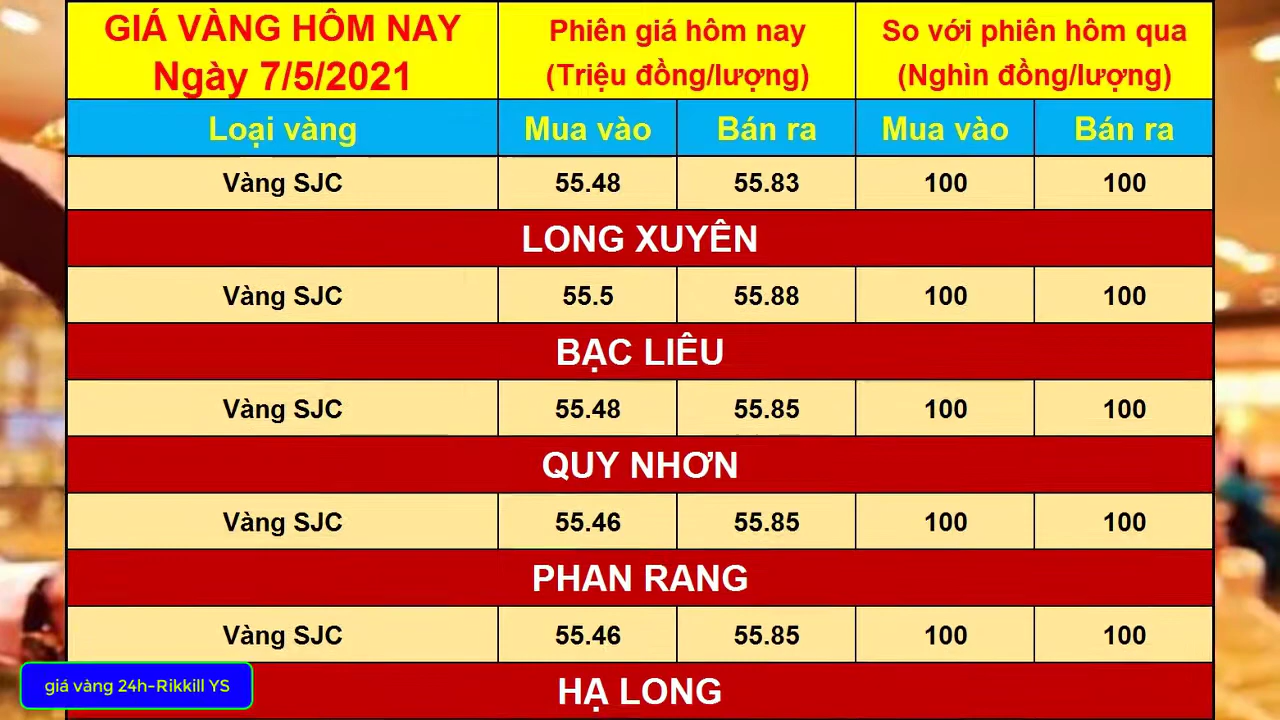 GIÁ VÀNG HÔM NAY
Ngày 7/5/2021
Phiên giá hôm nay
(Triệu đồng/lượng)
So với phiên hôm qua
(Nghìn đồng/lượng)
Loại vàng Mua vào Bán ra Mua vào Bán ra
Vàng SJC 55.48 55.83 100 100
LONG XUYÊN
Vàng SJC 55.5 55.88 100 100
BẠC LIÊU
Vàng SJC 55.48 55.85 100 100
QUY NHƠN
Vàng SJC 55.46 55.85 100 100
PHAN RANG
Vàng SJC 55.46 55.85 100 100
HẠ LONG
giá vàng 24h-Rikkill YS